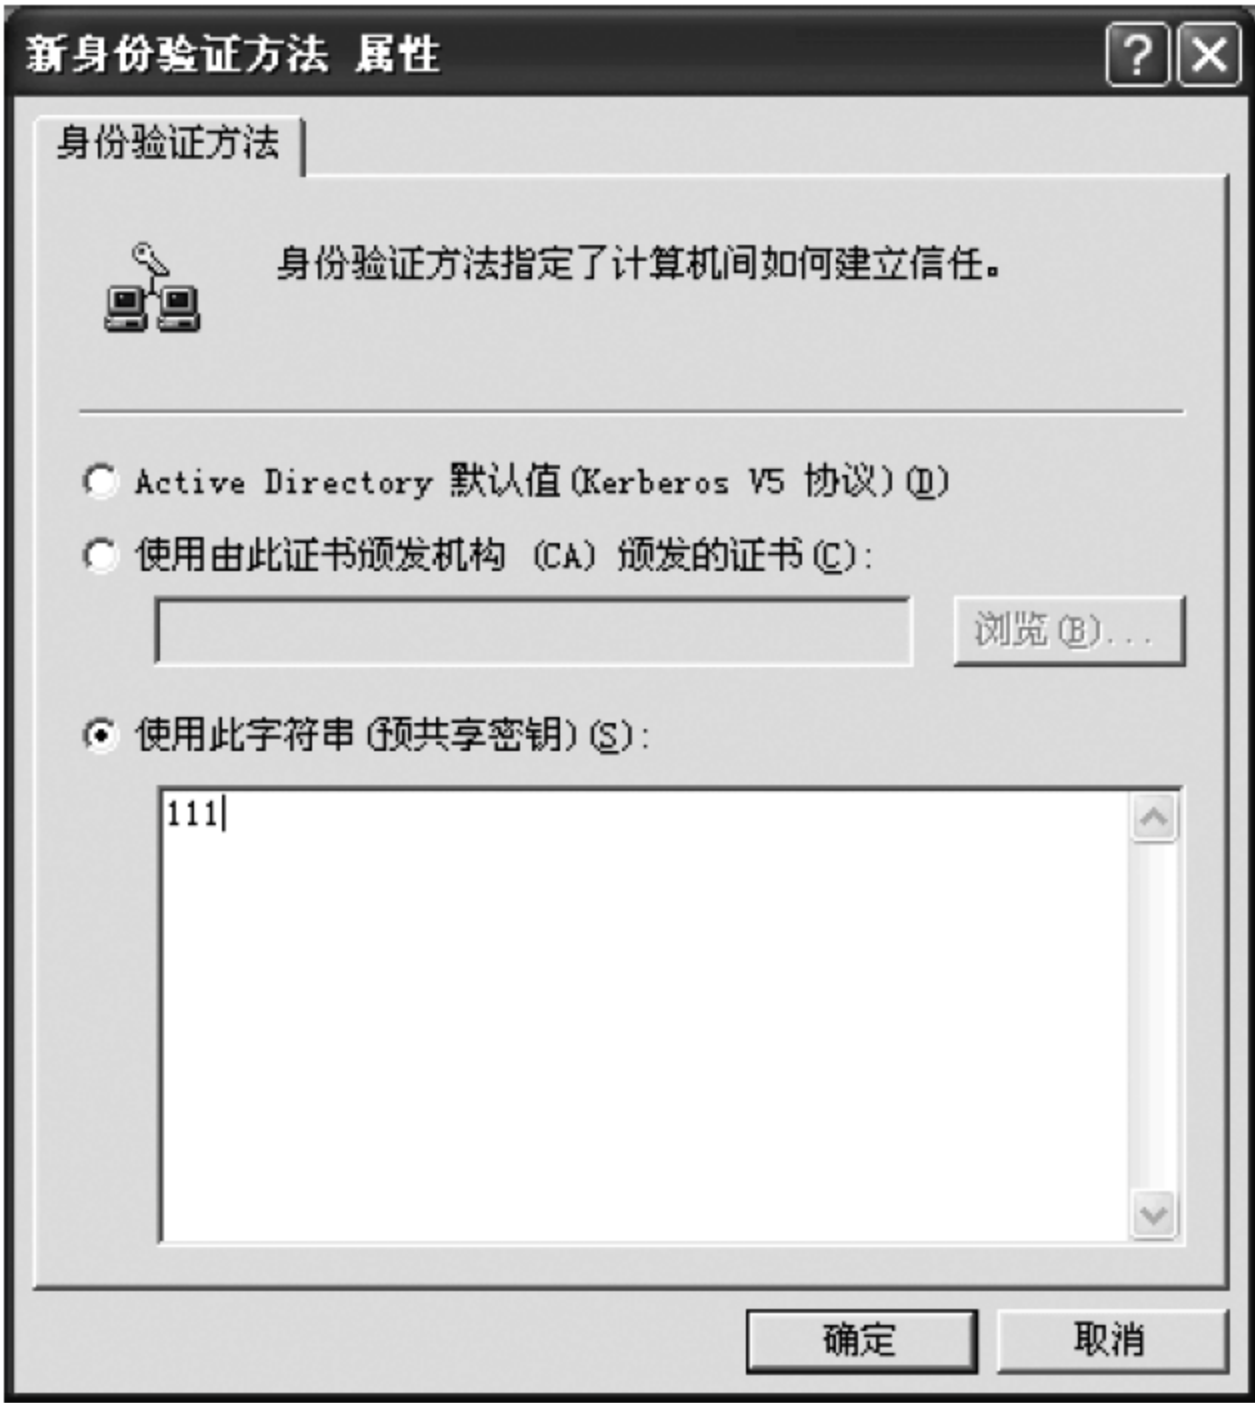 新身份验证方法 属性
身份验证方法
身份验证方法指定了计算机间如何建立信任。
Active Directory 默认值(Kerberos V5 协议)(D)
使用由此证书颁发机构 (CA) 颁发的证书(C):
浏览(B)...
使用此字符串(预共享密钥)(S):
111
确定 取消